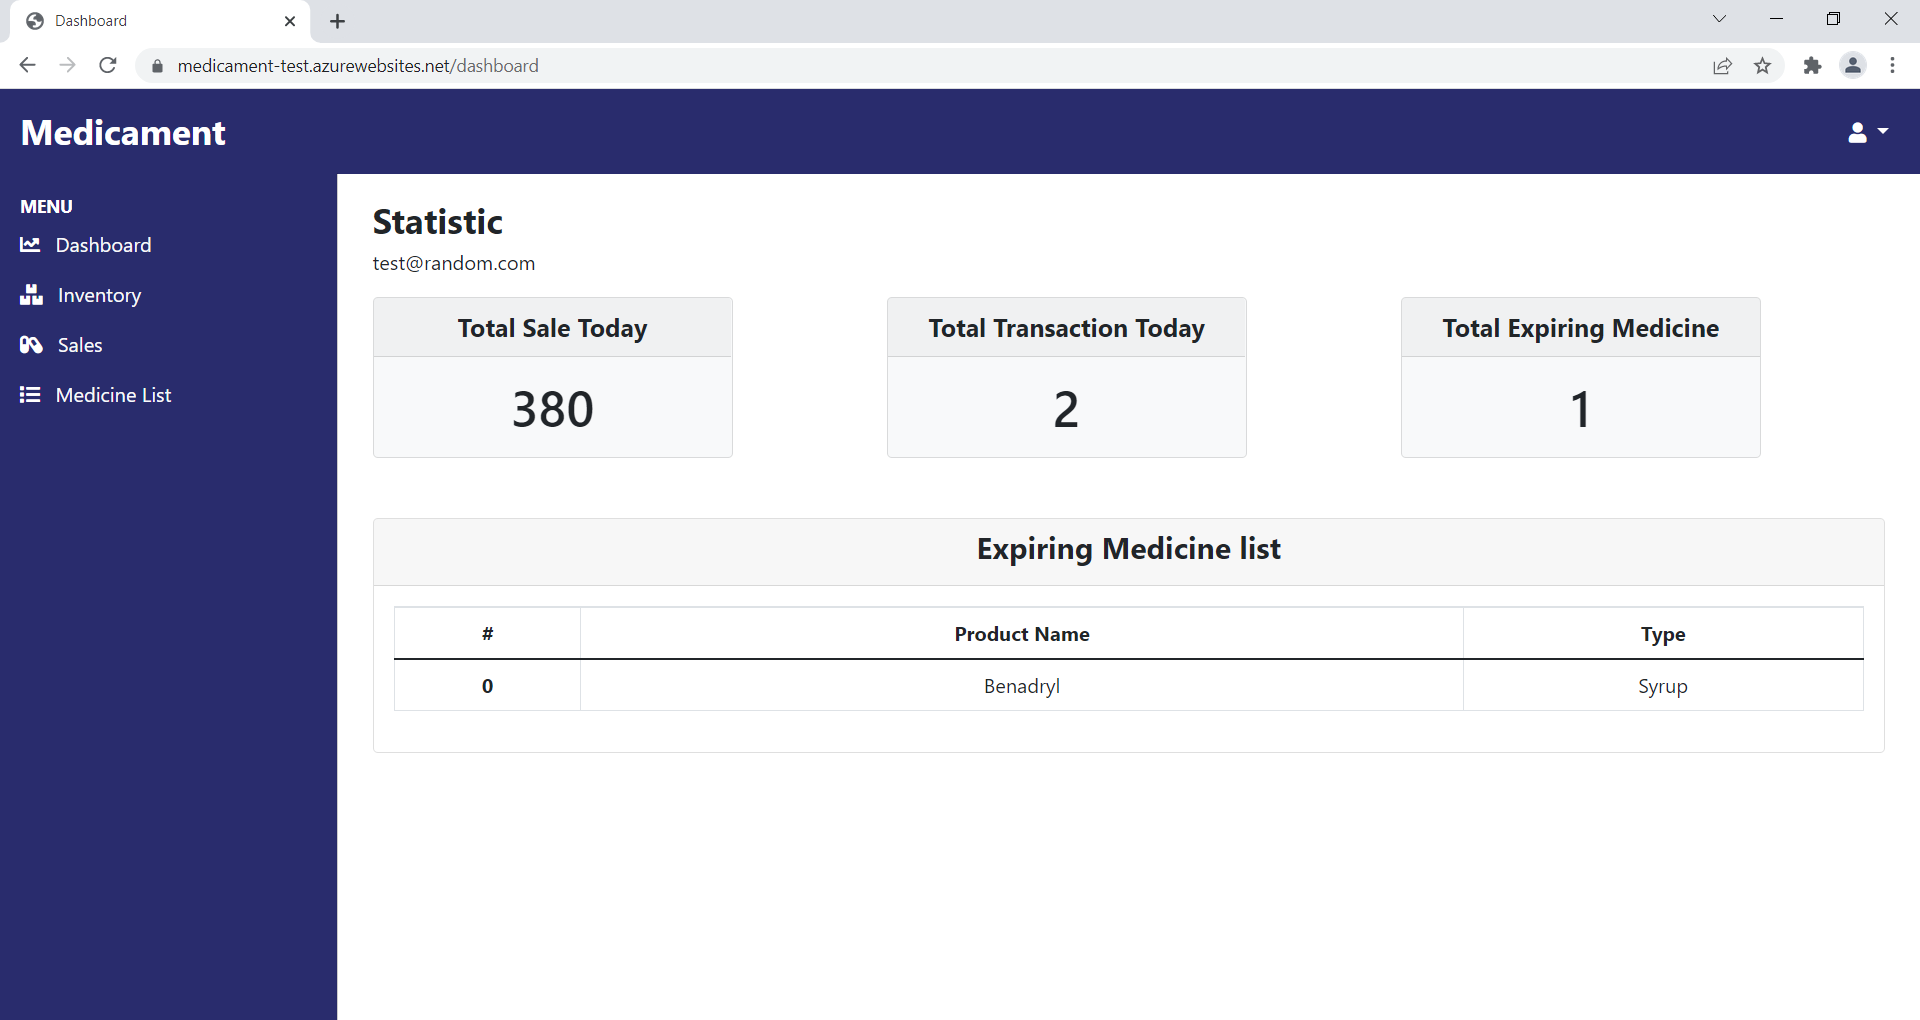 Dashboard
medicament-test.azurewebsites.net/dashboard
Medicament
MENU
Dashboard
Inventory
Sales
Medicine List
Statistic
test@random.com
Total Sale Today
380
Total Transaction Today
2
Total Expiring Medicine
1
Expiring Medicine list
# Product Name Type
0 Benadryl Syrup